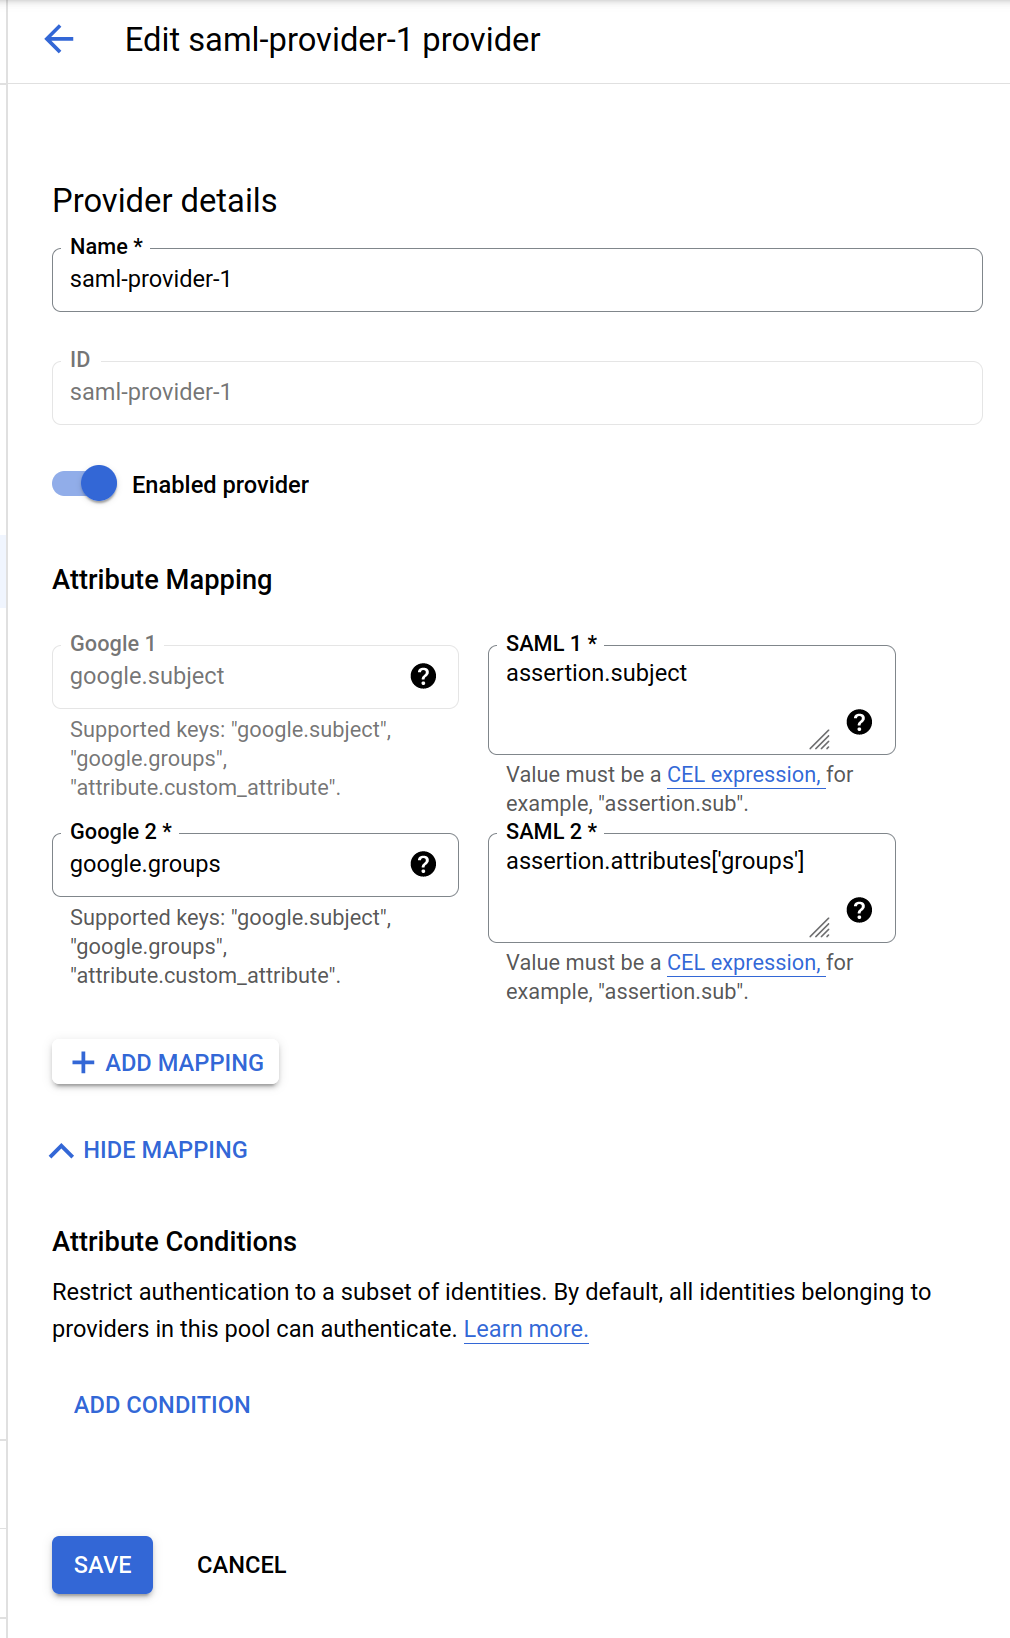 Edit saml-provider-1 provider
Provider details
Name *
saml-provider-1
ID
saml-provider-1
Enabled provider
Attribute Mapping
Google 1
google.subject
Supported keys: "google.subject",
"google.groups",
"attribute.custom_attribute".
SAML 1 *
assertion.subject
Value must be a CEL expression, for
example, "assertion.sub".
Google 2 *
google.groups
Supported keys: "google.subject",
"google.groups",
"attribute.custom_attribute".
SAML 2 *
assertion.attributes['groups']
Value must be a CEL expression, for
example, "assertion.sub".
ADD MAPPING
HIDE MAPPING
Attribute Conditions
Restrict authentication to a subset of identities. By default, all identities belonging to
providers in this pool can authenticate. Learn more.
ADD CONDITION
SAVE
CANCEL